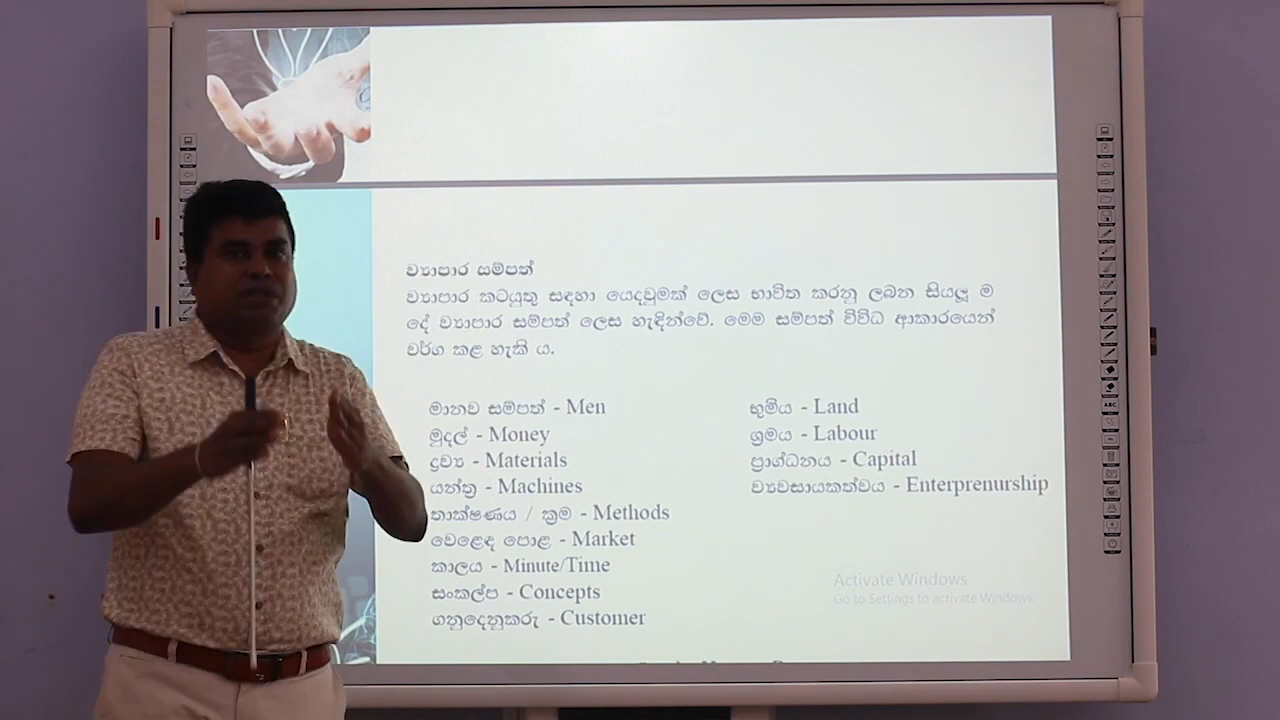 ව්‍යාපාර සම්පත්
ව්‍යාපාර කටයුතු සඳහා යෙදවුමක් ලෙස භාවිත කරනු ලබන සියලු ම
දේ ව්‍යාපාර සම්පත් ලෙස හැඳින්වේ. මෙම සම්පත් විවිධ ආකාරයෙන්
වර්ග කළ හැකි ය.
මානව සම්පත් - Men
මුදල් - Money
ද්‍රව්‍ය - Materials
යන්ත්‍ර - Machines
තාක්ෂණය / ක්‍රම - Methods
වෙළෙඳ පොළ - Market
කාලය - Minute/Time
සංකල්ප - Concepts
ගනුදෙනුකරු - Customer
භූමිය - Land
ශ්‍රමය - Labour
ප්‍රාග්ධනය - Capital
ව්‍යවසායකත්වය - Enterprenurship
Activate Windows
Go to Settings to activate Windows.
ABC